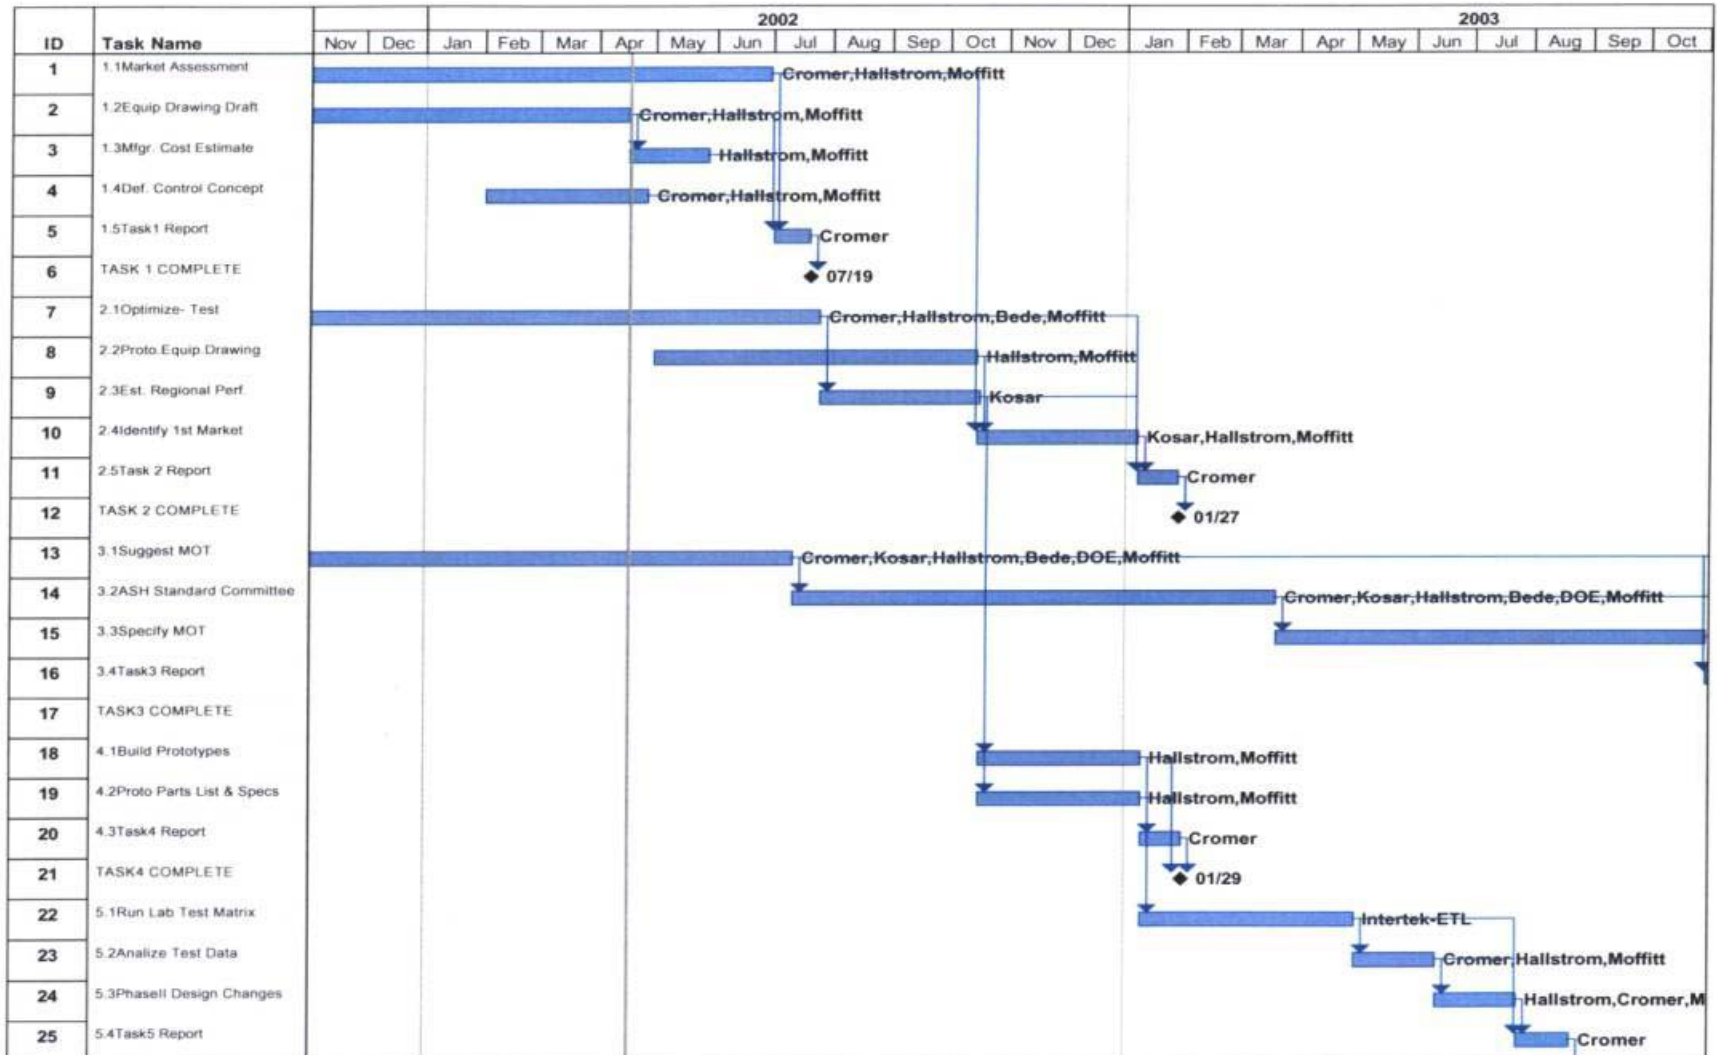 2002 2003
ID Task Name Nov Dec Jan Feb Mar Apr May Jun Jul Aug Sep Oct Nov Dec Jan Feb Mar Apr May Jun Jul Aug Sep Oct
1 1.1Market Assessment Cromer,Hallstrom,Moffitt
2 1.2Equip Drawing Draft Cromer,Hallstrom,Moffitt
3 1.3Mfgr. Cost Estimate Hallstrom,Moffitt
4 1.4Def. Control Concept Cromer,Hallstrom,Moffitt
5 1.5Task1 Report Cromer
6 TASK 1 COMPLETE 07/19
7 2.1Optimize- Test Cromer,Hallstrom,Bede,Moffitt
8 2.2Proto.Equip.Drawing Hallstrom,Moffitt
9 2.3Est. Regional Perf. Kosar
10 2.4Identify 1st Market Kosar,Hallstrom,Moffitt
11 2.5Task 2 Report Cromer
12 TASK 2 COMPLETE 01/27
13 3.1Suggest MOT Cromer,Kosar,Hallstrom,Bede,DOE,Moffitt
14 3.2ASH Standard Committee Cromer,Kosar,Hallstrom,Bede,DOE,Moffitt
15 3.3Specify MOT
16 3.4Task3 Report
17 TASK3 COMPLETE
18 4.1Build Prototypes Hallstrom,Moffitt
19 4.2Proto Parts List & Specs Hallstrom,Moffitt
20 4.3Task4 Report Cromer
21 TASK4 COMPLETE 01/29
22 5.1Run Lab Test Matrix Intertek-ETL
23 5.2Analize Test Data Cromer,Hallstrom,Moffitt
24 5.3PhaseII Design Changes Hallstrom,Cromer,M
25 5.4Task5 Report Cromer